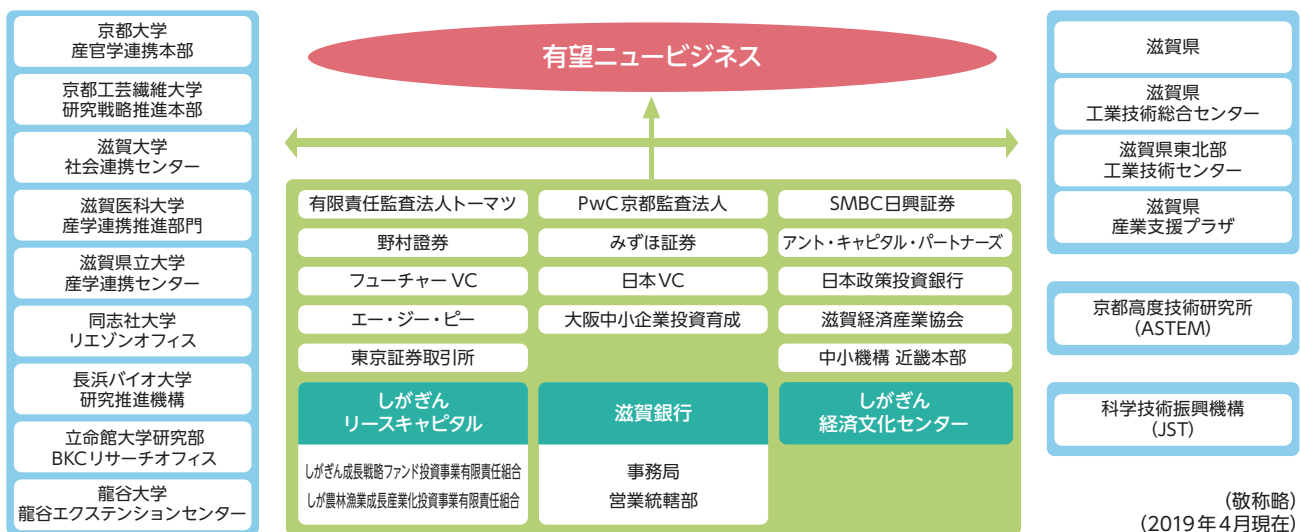 京都大学
産官学連携本部
京都工芸繊維大学
研究戦略推進本部
滋賀大学
社会連携センター
滋賀医科大学
産学連携推進部門
滋賀県立大学
産学連携センター
同志社大学
リエゾンオフィス
長浜バイオ大学
研究推進機構
立命館大学研究部
BKCリサーチオフィス
龍谷大学
龍谷エクステンションセンター
有望ニュービジネス
有限責任監査法人トーマツ
PwC京都監査法人
SMBC日興証券
野村證券
みずほ証券
アント・キャピタル・パートナーズ
フューチャーVC
日本VC
日本政策投資銀行
エー・ジー・ピー
大阪中小企業投資育成
滋賀経済産業協会
東京証券取引所
中小機構 近畿本部
しがぎん
リースキャピタル
しがぎん成長戦略ファンド投資事業有限責任組合
しが農林漁業成長産業化投資事業有限責任組合
滋賀銀行
事務局
営業統轄部
しがぎん
経済文化センター
滋賀県
滋賀県
工業技術総合センター
滋賀県東北部
工業技術センター
滋賀県
産業支援プラザ
京都高度技術研究所
(ASTEM)
科学技術振興機構
(JST)
(敬称略)
(2019年4月現在)